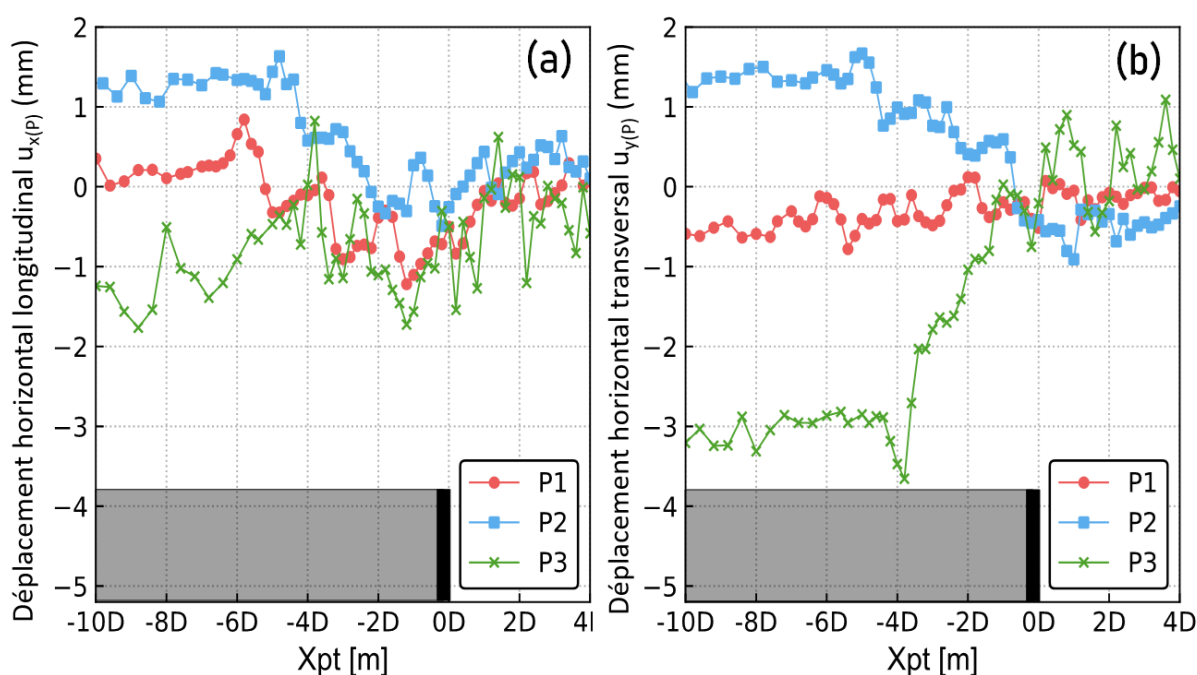 Déplacement horizontal longitudinal u_x(P) (mm)
2
1
0
−1
−2
−3
−4
−5
(a)
P1
P2
P3
-10D -8D -6D -4D -2D 0D 2D 4D
Xpt [m]
Déplacement horizontal transversal u_y(P) (mm)
2
1
0
−1
−2
−3
−4
−5
(b)
P1
P2
P3
-10D -8D -6D -4D -2D 0D 2D 4D
Xpt [m]